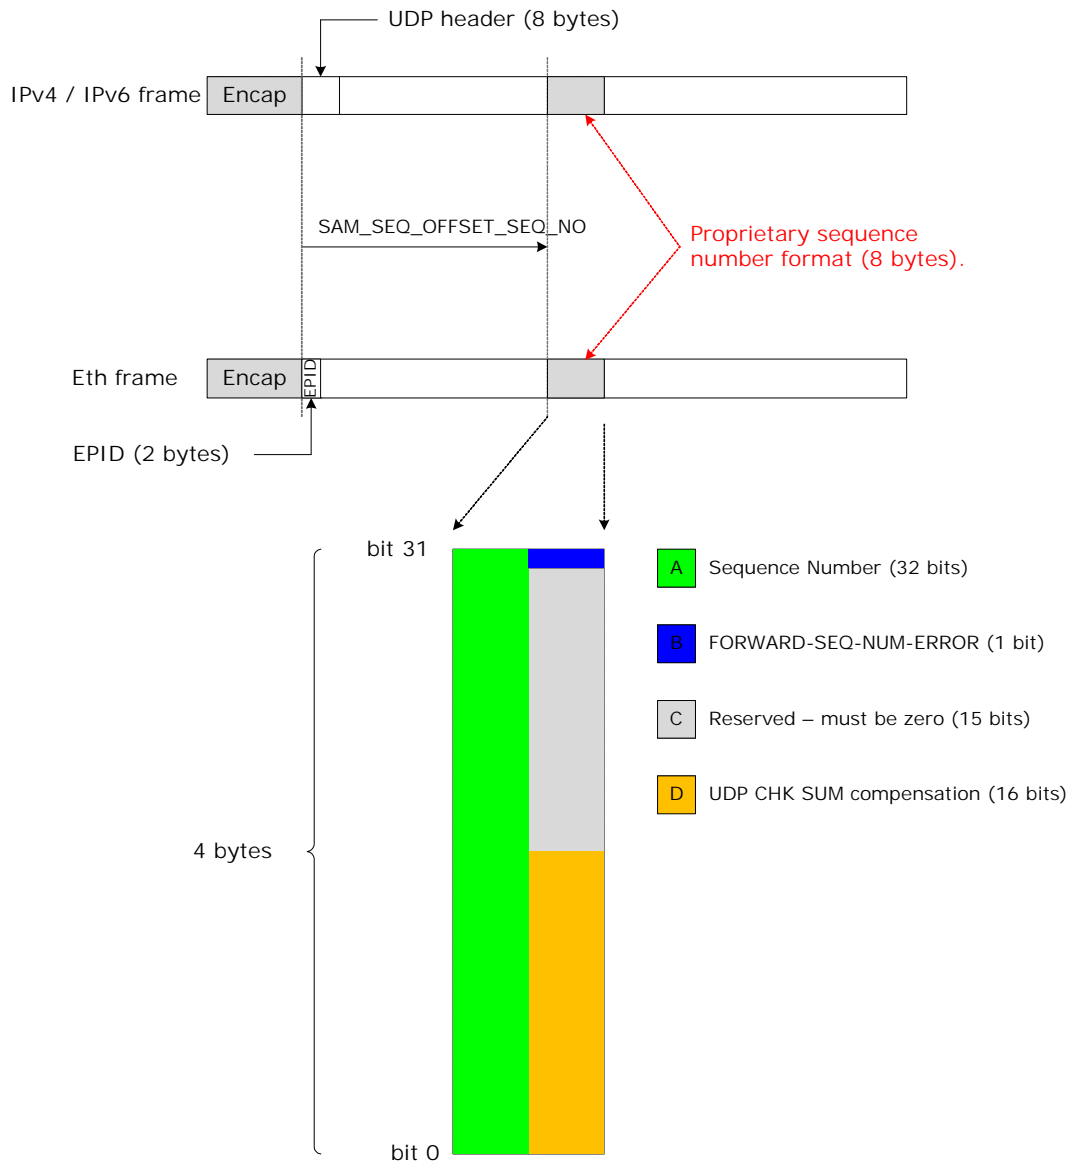 UDP header (8 bytes)
IPv4 / IPv6 frame
Encap
SAM_SEQ_OFFSET_SEQ_NO
Proprietary sequence
number format (8 bytes).
Eth frame
Encap
EPID
EPID (2 bytes)
bit 31
A
Sequence Number (32 bits)
B
FORWARD-SEQ-NUM-ERROR (1 bit)
C
Reserved – must be zero (15 bits)
D
UDP CHK SUM compensation (16 bits)
4 bytes
bit 0